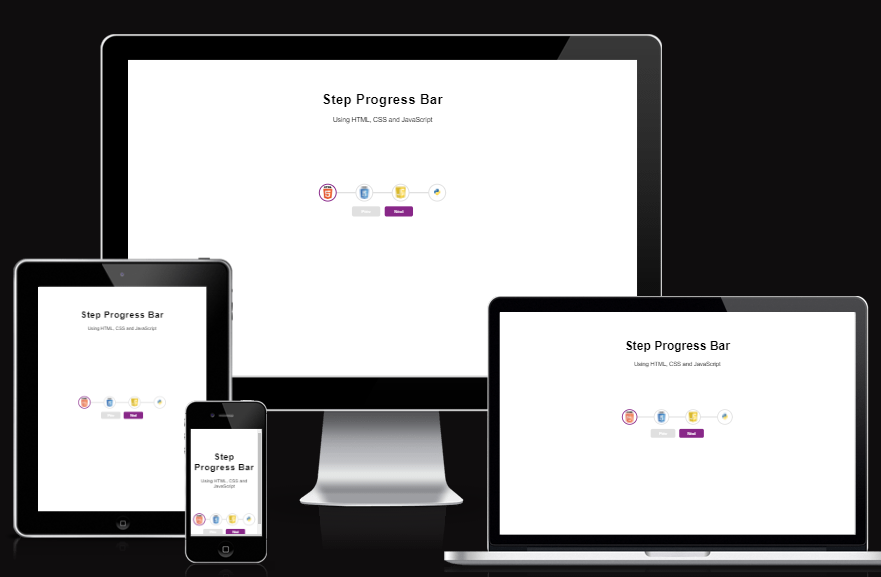 Step Progress Bar
Using HTML, CSS and JavaScript
Prev
Next
Step Progress Bar
Using HTML, CSS and JavaScript
Prev
Next
Step
Progress Bar
Using HTML, CSS and
JavaScript
Prev
Next
Step Progress Bar
Using HTML, CSS and JavaScript
Prev
Next